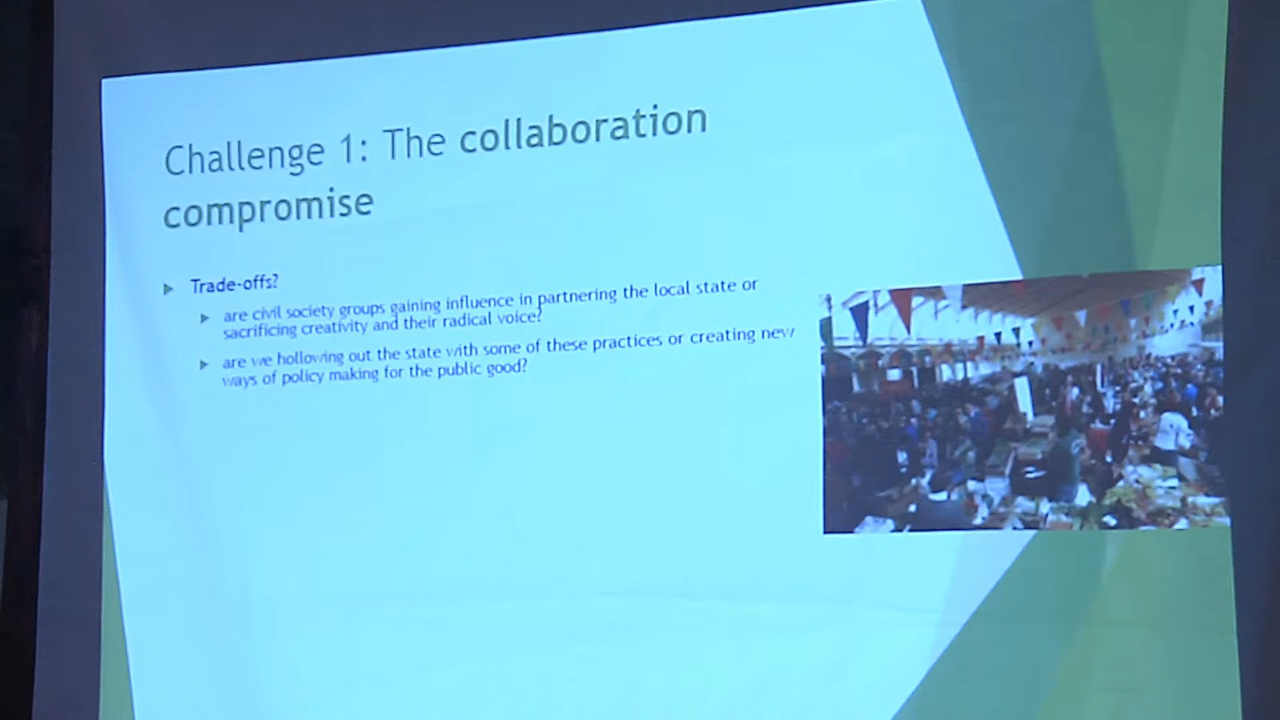 Challenge 1: The collaboration
compromise
Trade-offs?
are civil society groups gaining influence in partnering the local state or
sacrificing creativity and their radical voice?
are we hollowing out the state with some of these practices or creating new
ways of policy making for the public good?